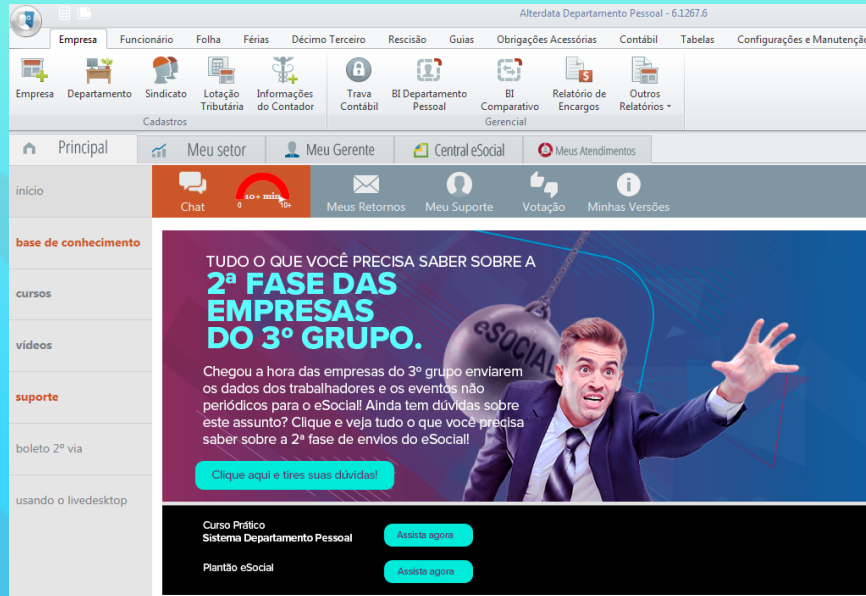 Alterdata Departamento Pessoal - 6.1267.6
Empresa Funcionário Folha Férias Décimo Terceiro Rescisão Guias Obrigações Acessórias Contábil Tabelas Configurações e Manutenção
Empresa Departamento Sindicato Lotação Tributária Informações do Contador Trava Contábil BI Departamento Pessoal BI Comparativo Relatório de Encargos Outros Relatórios
Cadastros Gerencial
Principal Meu setor Meu Gerente Central eSocial Meus Atendimentos
início
base de conhecimento
cursos
vídeos
suporte
boleto 2º via
usando o livedesktop
10+ min
0 10+
Chat Meus Retornos Meu Suporte Votação Minhas Versões
TUDO O QUE VOCÊ PRECISA SABER SOBRE A
2ª FASE DAS
EMPRESAS
DO 3º GRUPO.
eSOCIAL
Chegou a hora das empresas do 3º grupo enviarem
os dados dos trabalhadores e os eventos não
periódicos para o eSocial! Ainda tem dúvidas sobre
este assunto? Clique e veja tudo o que você precisa
saber sobre a 2ª fase de envios do eSocial!
Clique aqui e tires suas dúvidas!
Curso Prático
Sistema Departamento Pessoal Assista agora
Plantão eSocial Assista agora